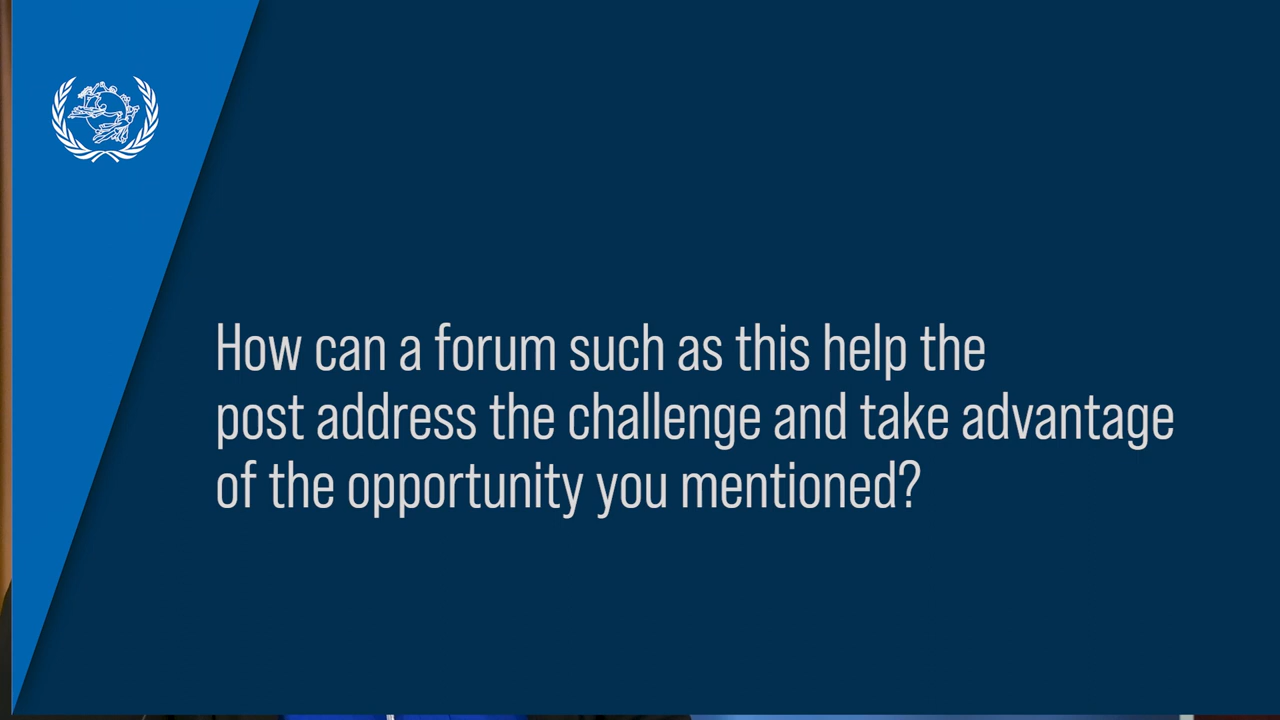 How can a forum such as this help the
post address the challenge and take advantage
of the opportunity you mentioned?